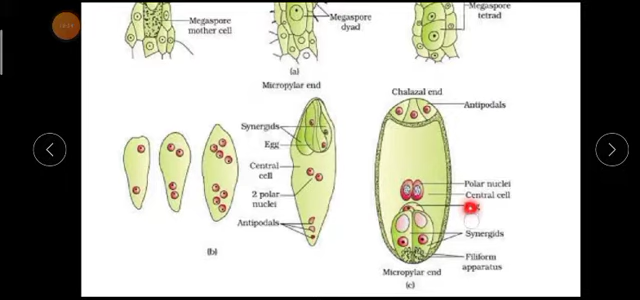 Megaspore
mother cell
Megaspore
dyad
Megaspore
tetrad
(a)
Micropylar end
Synergids
Egg
Central
cell
2 polar
nuclei
Antipodals
(b)
Chalazal end
Antipodals
Polar nuclei
Central cell
Synergids
Filiform
apparatus
Micropylar end
(c)